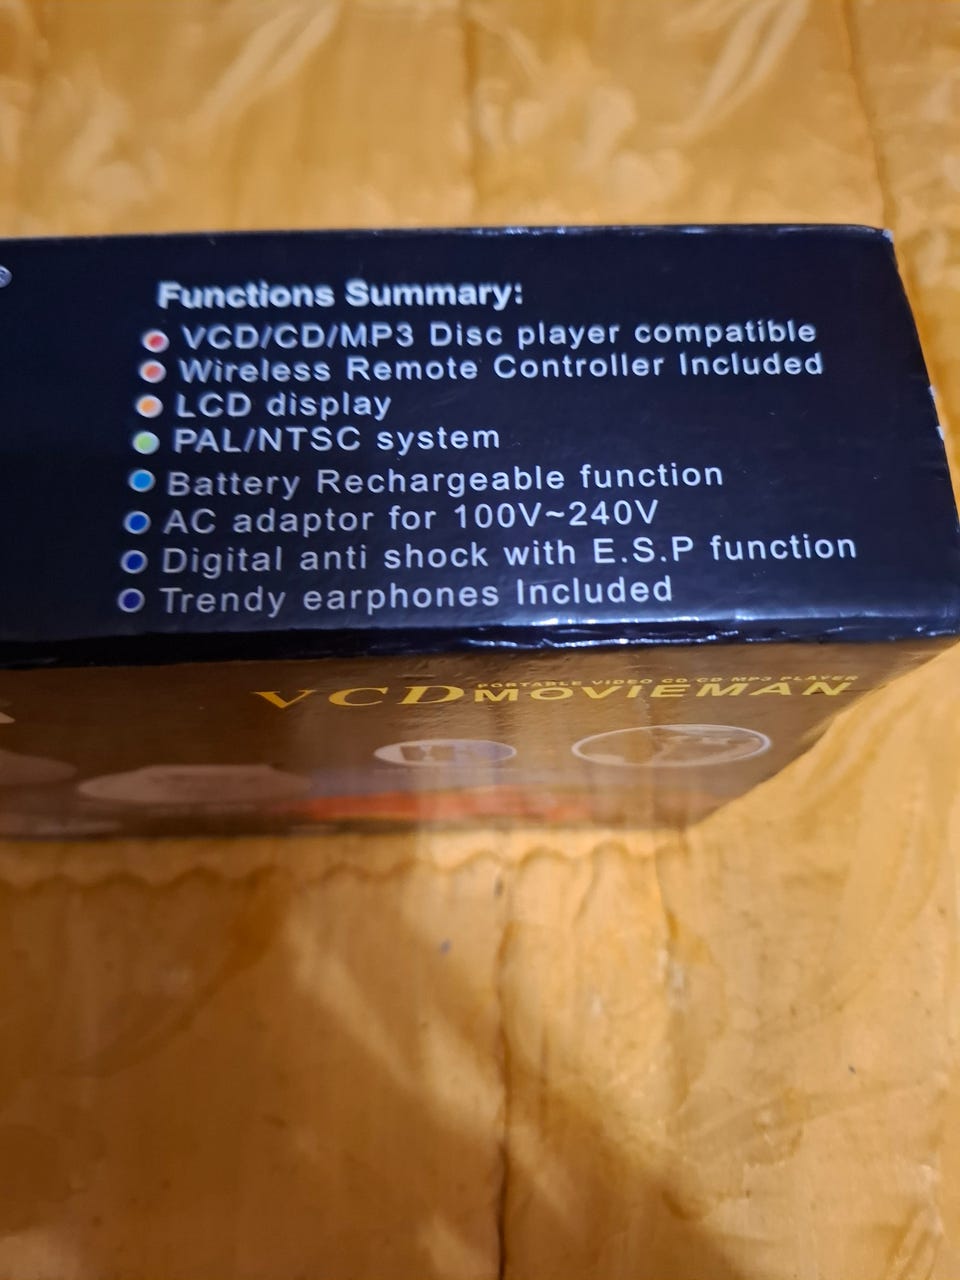 Functions Summary:
VCD/CD/MP3 Disc player compatible
Wireless Remote Controller Included
LCD display
PAL/NTSC system
Battery Rechargeable function
AC adaptor for 100V~240V
Digital anti shock with E.S.P function
Trendy earphones Included
PORTABLE VIDEO CD/CD MP3 PLAYER
VCD MOVIEMAN